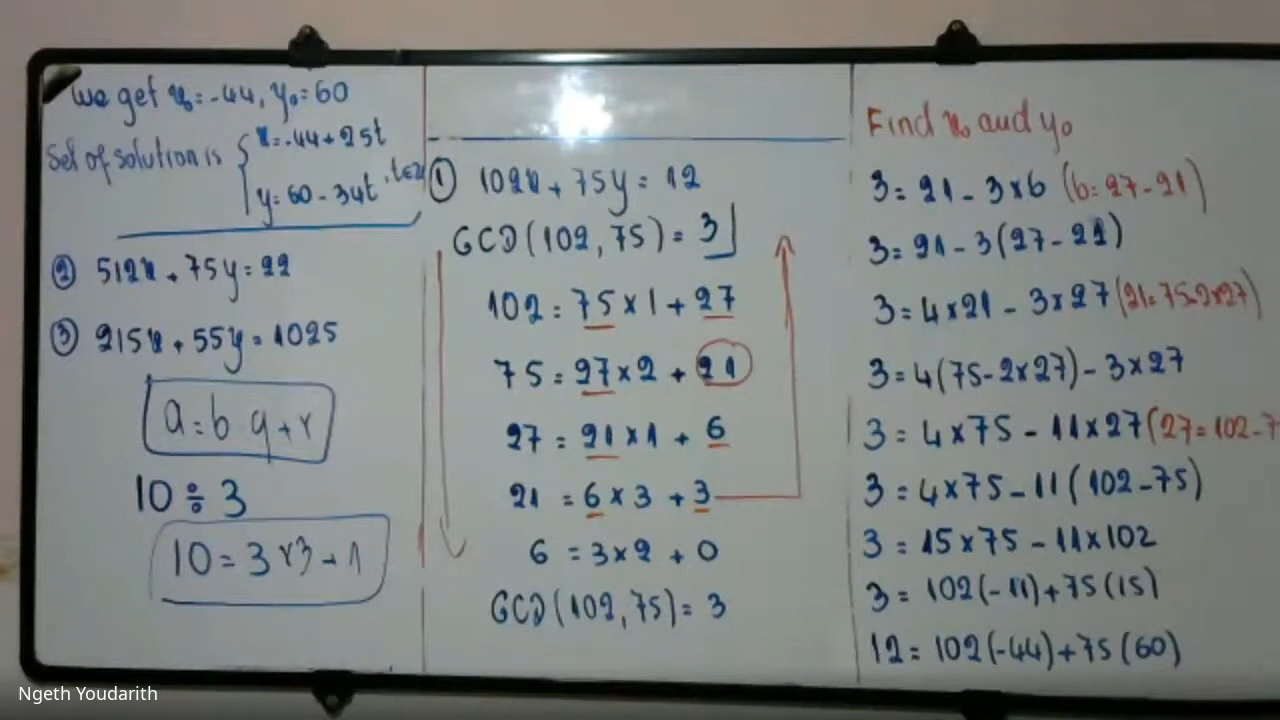 We get x₀ = -44, y₀ = 60
Set of solution is { x = -44 + 25t
y = 60 - 34t , t∈ℤ
② 512x + 75y = 22
③ 215x + 55y = 1025
a = b q + r
10 ÷ 3
10 = 3 × 3 + 1
① 102x + 75y = 12
GCD(102, 75) = 3
102 = 75 × 1 + 27
75 = 27 × 2 + 21
27 = 21 × 1 + 6
21 = 6 × 3 + 3
6 = 3 × 2 + 0
GCD(102, 75) = 3
Find x₀ and y₀
3 = 21 - 3 × 6 (6 = 27 - 21)
3 = 21 - 3(27 - 21)
3 = 4 × 21 - 3 × 27 (21 = 75 - 2 × 27)
3 = 4(75 - 2 × 27) - 3 × 27
3 = 4 × 75 - 11 × 27 (27 = 102 - 7
3 = 4 × 75 - 11(102 - 75)
3 = 15 × 75 - 11 × 102
3 = 102(-11) + 75(15)
12 = 102(-44) + 75(60)
Ngeth Youdarith